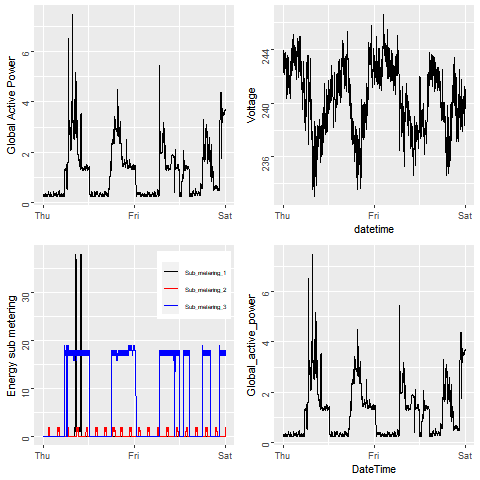 Global Active Power
6
4
2
0
Thu
Fri
Sat
Voltage
244
240
236
Thu
Fri
Sat
datetime
Energy sub metering
30
20
10
0
Sub_metering_1
Sub_metering_2
Sub_metering_3
Thu
Fri
Sat
Global_active_power
6
4
2
0
Thu
Fri
Sat
DateTime